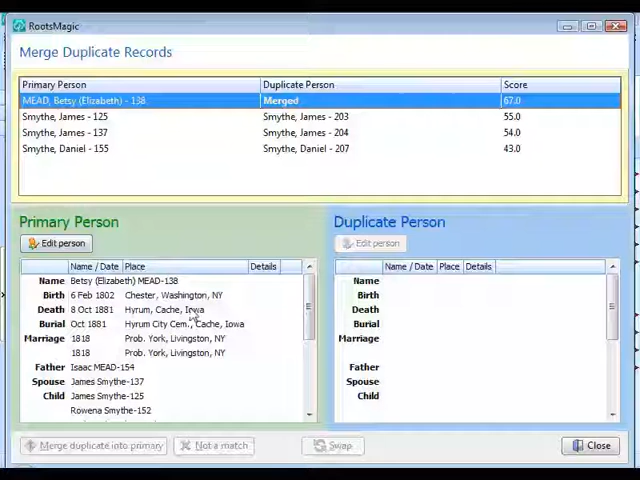 RootsMagic
Merge Duplicate Records
Primary Person Duplicate Person Score
MEAD, Betsy (Elizabeth) - 138 Merged 67.0
Smythe, James - 125 Smythe, James - 203 55.0
Smythe, James - 137 Smythe, James - 204 54.0
Smythe, Daniel - 155 Smythe, Daniel - 207 43.0
Primary Person Duplicate Person
Edit person Edit person
Name / Date Place Details Name / Date Place Details
Name Betsy (Elizabeth) MEAD-138 Name
Birth 6 Feb 1802 Chester, Washington, NY Birth
Death 8 Oct 1881 Hyrum, Cache, Iowa Death
Burial Oct 1881 Hyrum City Cem., Cache, Iowa Burial
Marriage 1818 Prob. York, Livingston, NY Marriage
1818 Prob. York, Livingston, NY
Father Isaac MEAD-154 Father
Spouse James Smythe-137 Spouse
Child James Smythe-125 Child
Rowena Smythe-152
Merge duplicate into primary Not a match Swap Close